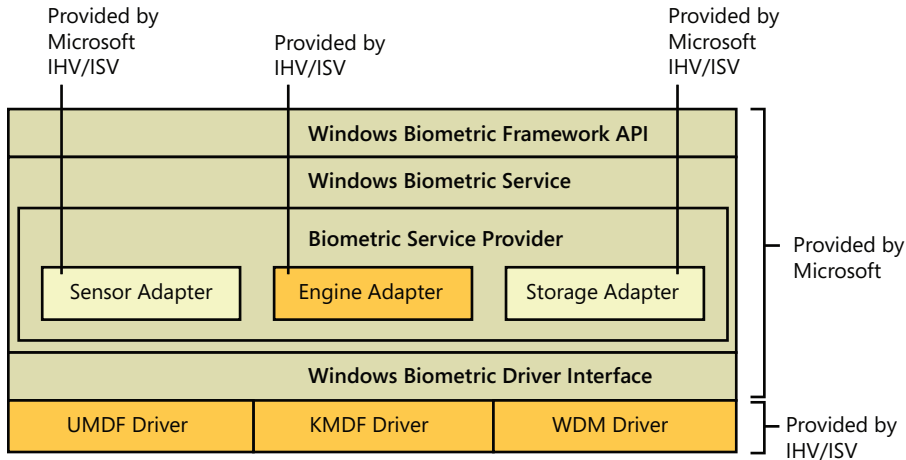 Provided by
Microsoft
IHV/ISV
Provided by
IHV/ISV
Provided by
Microsoft
IHV/ISV
Windows Biometric Framework API
Windows Biometric Service
Biometric Service Provider
Sensor Adapter
Engine Adapter
Storage Adapter
Provided by
Microsoft
Windows Biometric Driver Interface
UMDF Driver
KMDF Driver
WDM Driver
Provided by
IHV/ISV